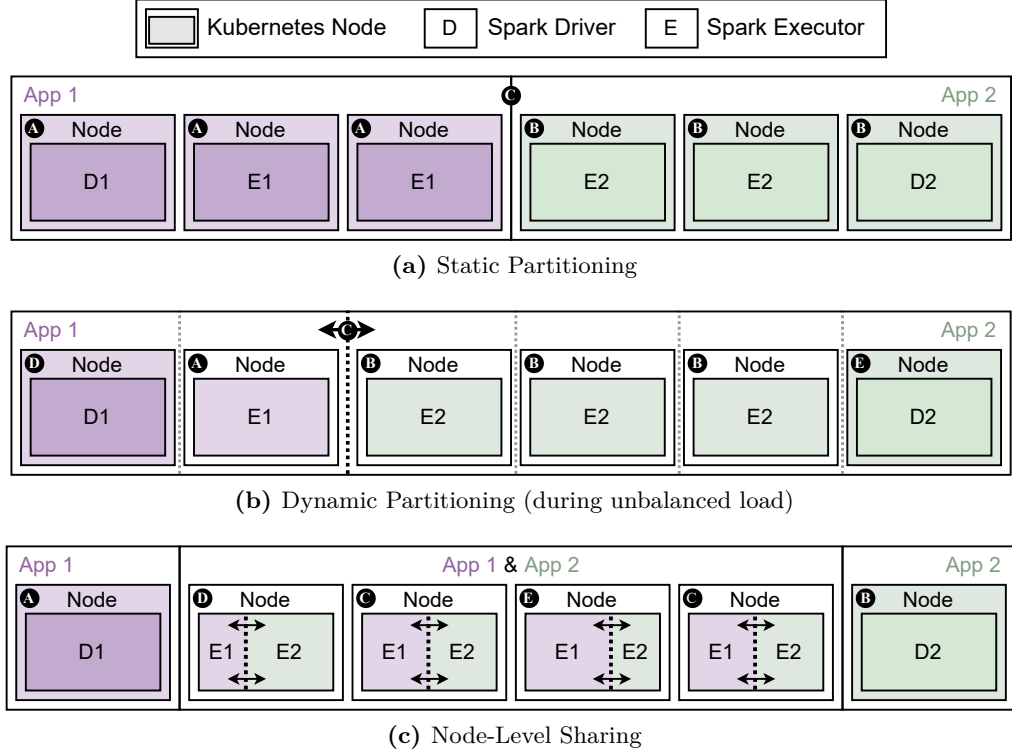 Kubernetes Node D Spark Driver E Spark Executor
App 1 C App 2
A Node A Node A Node B Node B Node B Node
D1 E1 E1 E2 E2 D2
(a) Static Partitioning
App 1 C App 2
D Node A Node B Node B Node B Node E Node
D1 E1 E2 E2 E2 D2
(b) Dynamic Partitioning (during unbalanced load)
App 1 App 1 & App 2 App 2
A Node D Node C Node E Node C Node B Node
D1 E1 E2 E1 E2 E1 E2 E1 E2 D2
(c) Node-Level Sharing